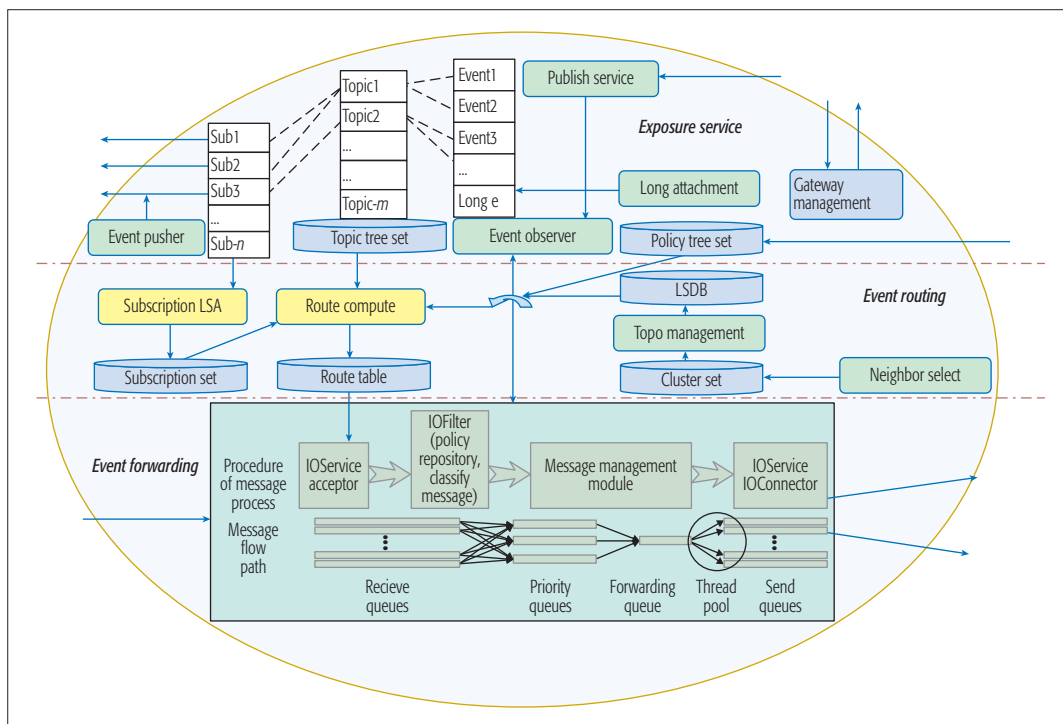 Topic1
Topic2
...
...
Topic-m
Event1
Event2
Event3
...
Long e
Publish service
Exposure service
Sub1
Sub2
Sub3
...
Sub-n
Long attachment
Gateway
management
Event pusher
Topic tree set
Event observer
Policy tree set
Subscription LSA
Route compute
LSDB
Event routing
Topo management
Subscription set
Route table
Cluster set
Neighbor select
Event forwarding
Procedure
of message
process
IOService
acceptor
IOFilter
(policy
repository,
classify
message)
Message management
module
IOService
IOConnector
Message
flow
path
Recieve
queues
Priority
queues
Forwarding
queue
Thread
pool
Send
queues